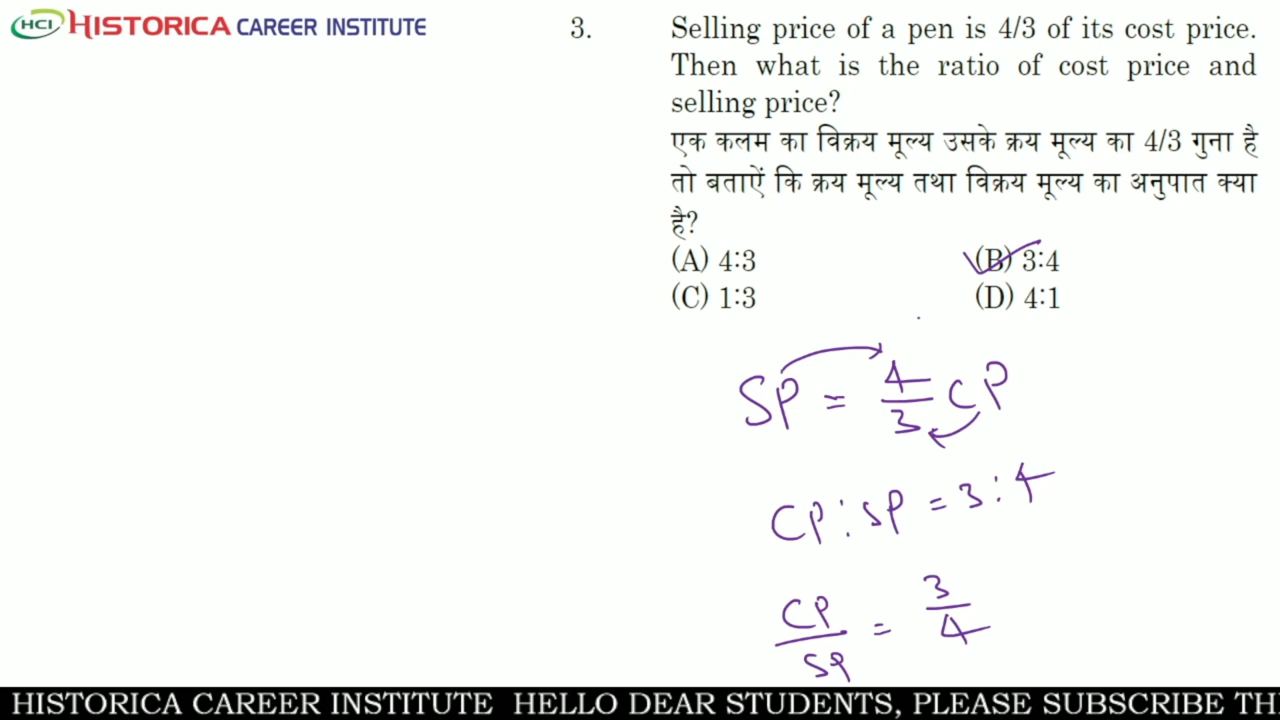 HCI HISTORICA CAREER INSTITUTE
3. Selling price of a pen is 4/3 of its cost price.
Then what is the ratio of cost price and
selling price?
एक कलम का विक्रय मूल्य उसके क्रय मूल्य का 4/3 गुना है
तो बताऐं कि क्रय मूल्य तथा विक्रय मूल्य का अनुपात क्या
है?
(A) 4:3 (B) 3:4
(C) 1:3 (D) 4:1
SP = 4/3 CP
CP : SP = 3 : 4
CP/SP = 3/4
HISTORICA CAREER INSTITUTE HELLO DEAR STUDENTS, PLEASE SUBSCRIBE TH